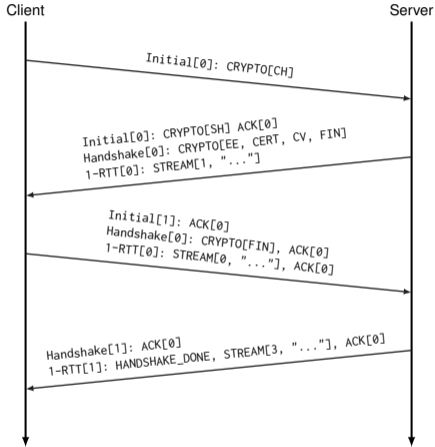 Client
Server
Initial[0]: CRYPTO[CH]
Initial[0]: CRYPTO[SH] ACK[0]
Handshake[0]: CRYPTO[EE, CERT, CV, FIN]
1-RTT[0]: STREAM[1, "..."]
Initial[1]: ACK[0]
Handshake[0]: CRYPTO[FIN], ACK[0]
1-RTT[0]: STREAM[0, "..."], ACK[0]
Handshake[1]: ACK[0]
1-RTT[1]: HANDSHAKE_DONE, STREAM[3, "..."], ACK[0]